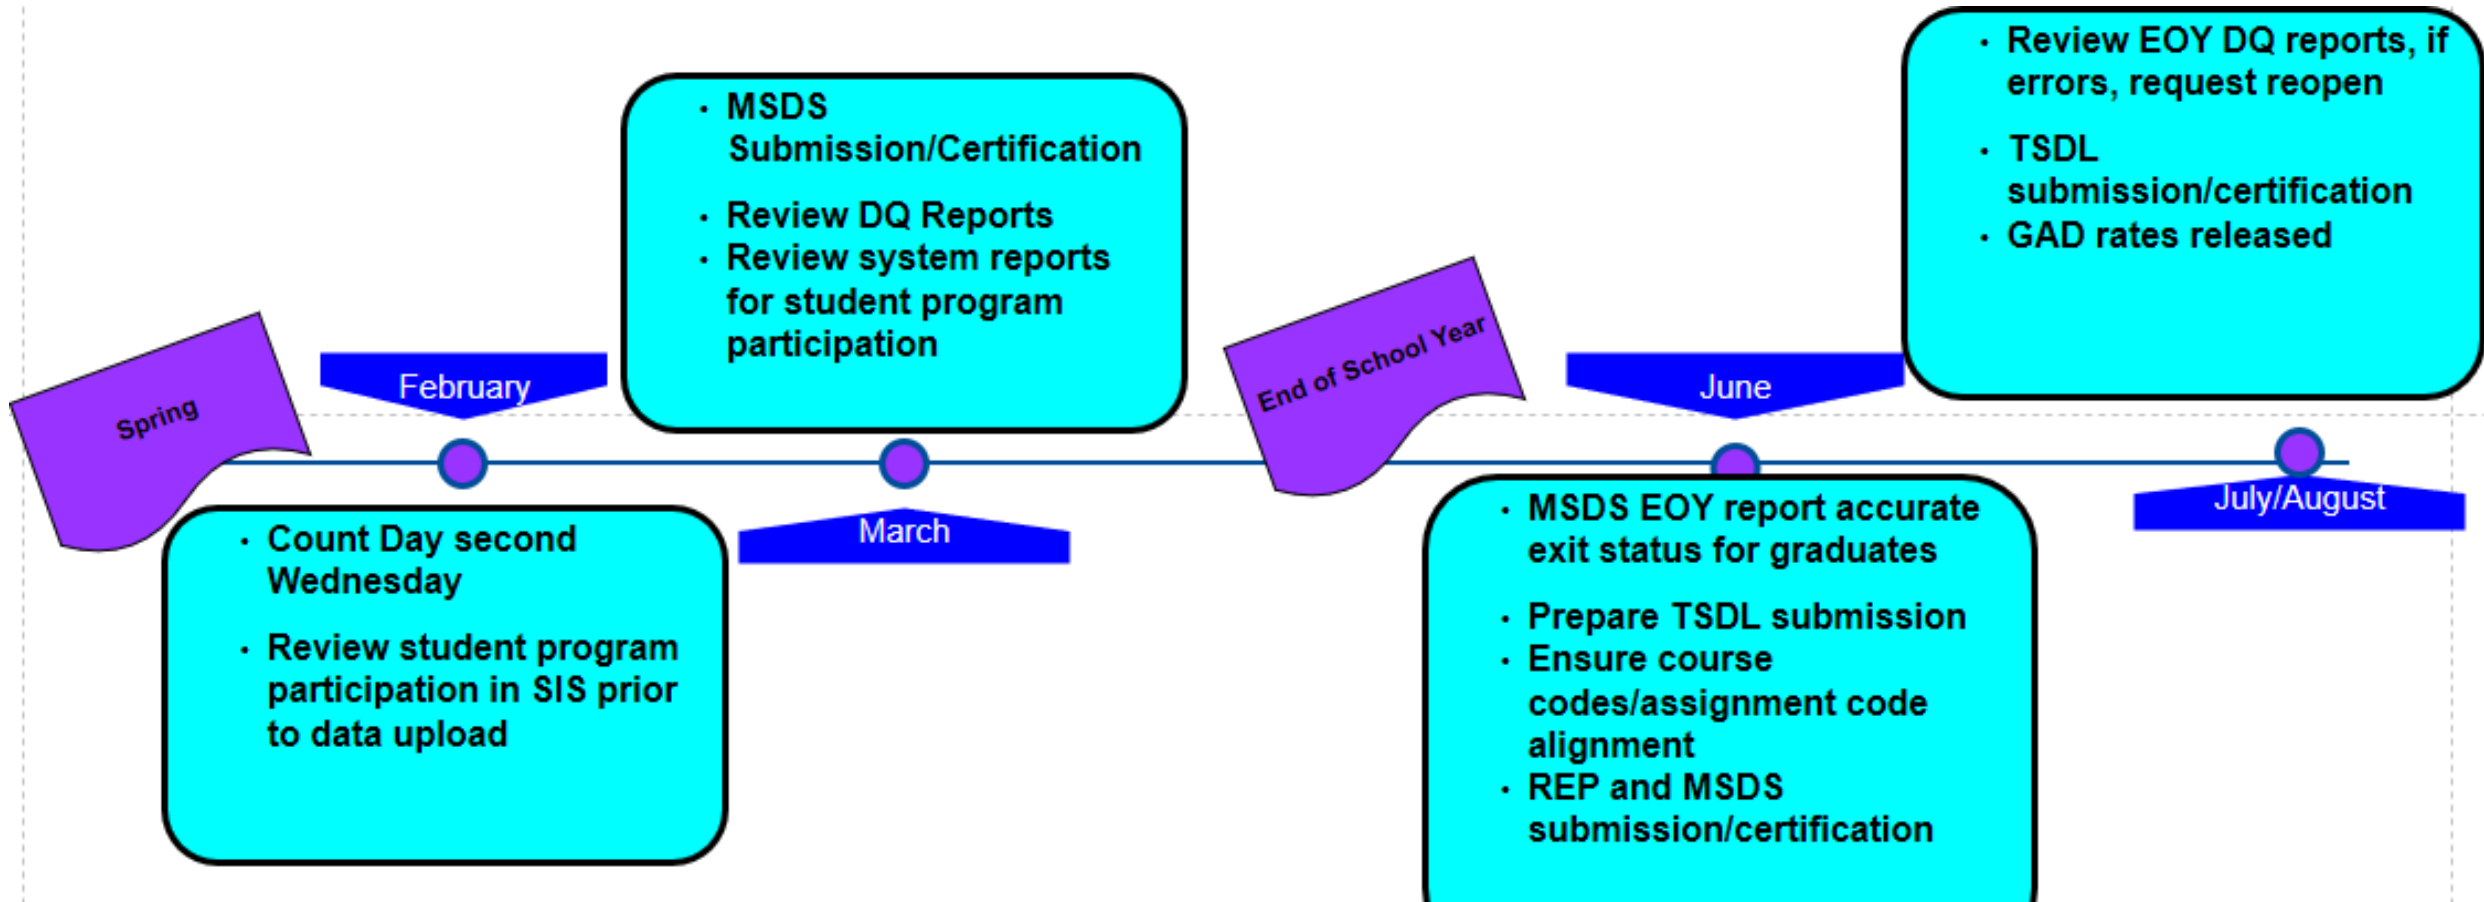 Spring
February
• Count Day second
Wednesday
• Review student program
participation in SIS prior
to data upload
• MSDS
Submission/Certification
• Review DQ Reports
• Review system reports
for student program
participation
March
End of School Year
June
• MSDS EOY report accurate
exit status for graduates
• Prepare TSDL submission
• Ensure course
codes/assignment code
alignment
• REP and MSDS
submission/certification
• Review EOY DQ reports, if
errors, request reopen
• TSDL
submission/certification
• GAD rates released
July/August